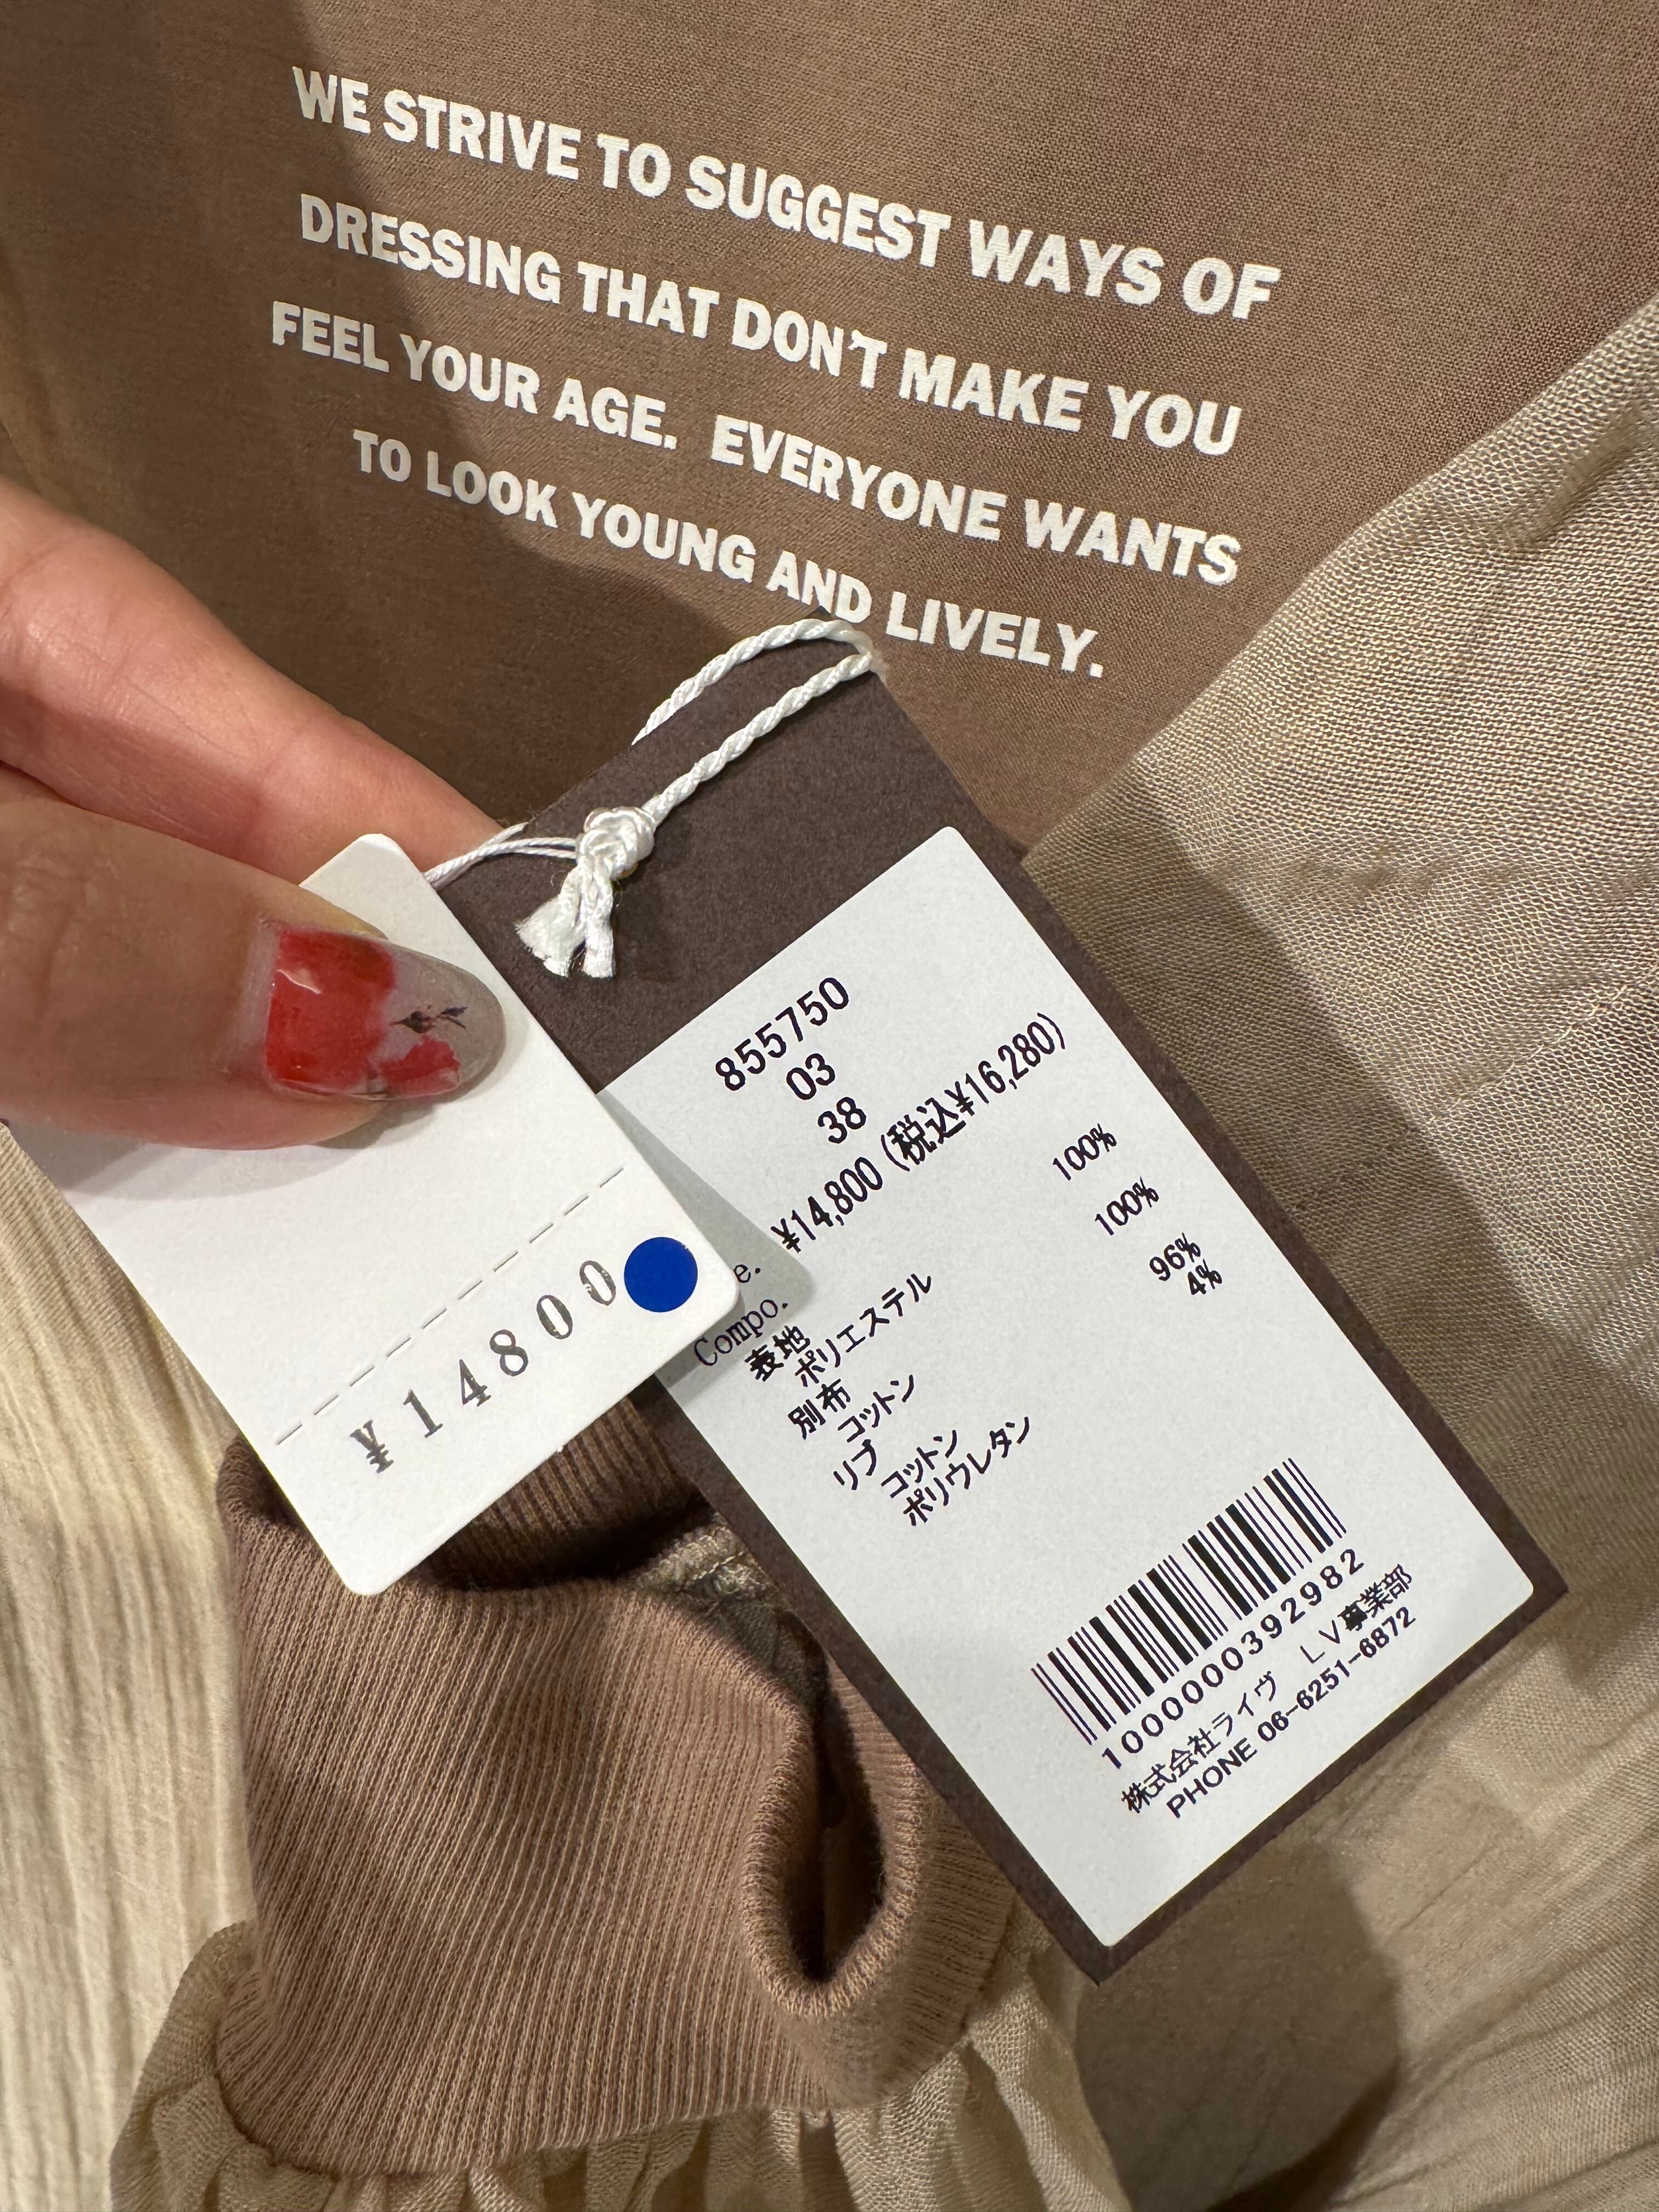 WE STRIVE TO SUGGEST WAYS OF
DRESSING THAT DON'T MAKE YOU
FEEL YOUR AGE. EVERYONE WANTS
TO LOOK YOUNG AND LIVELY.
855750
03
38
¥14,800 (税込¥16,280)
e.
Compo.
表地
ポリエステル 100%
別布
コットン 100%
リブ
コットン 96%
ポリウレタン 4%
1000000392982
株式会社ライヴ LV事業部
PHONE 06-6251-6872
¥14800